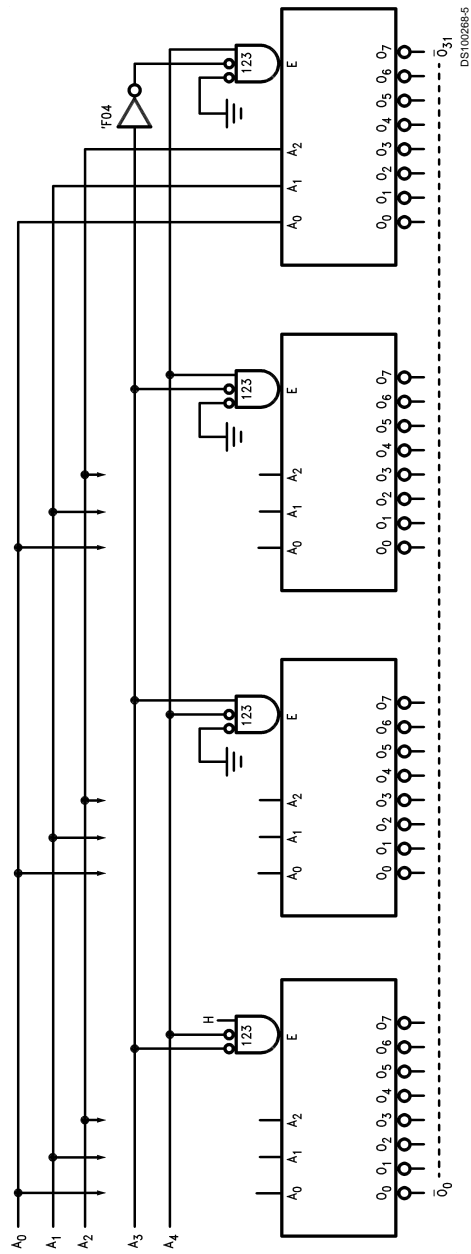 A₀
A₁
A₂
'F04
A₃
A₄
H
123 123 123 123
A₀ A₁ A₂ E A₀ A₁ A₂ E A₀ A₁ A₂ E A₀ A₁ A₂ E
O₀ O₁ O₂ O₃ O₄ O₅ O₆ O₇ O₀ O₁ O₂ O₃ O₄ O₅ O₆ O₇ O₀ O₁ O₂ O₃ O₄ O₅ O₆ O₇ O₀ O₁ O₂ O₃ O₄ O₅ O₆ O₇
Ō₀ Ō₃₁
DS100268-5